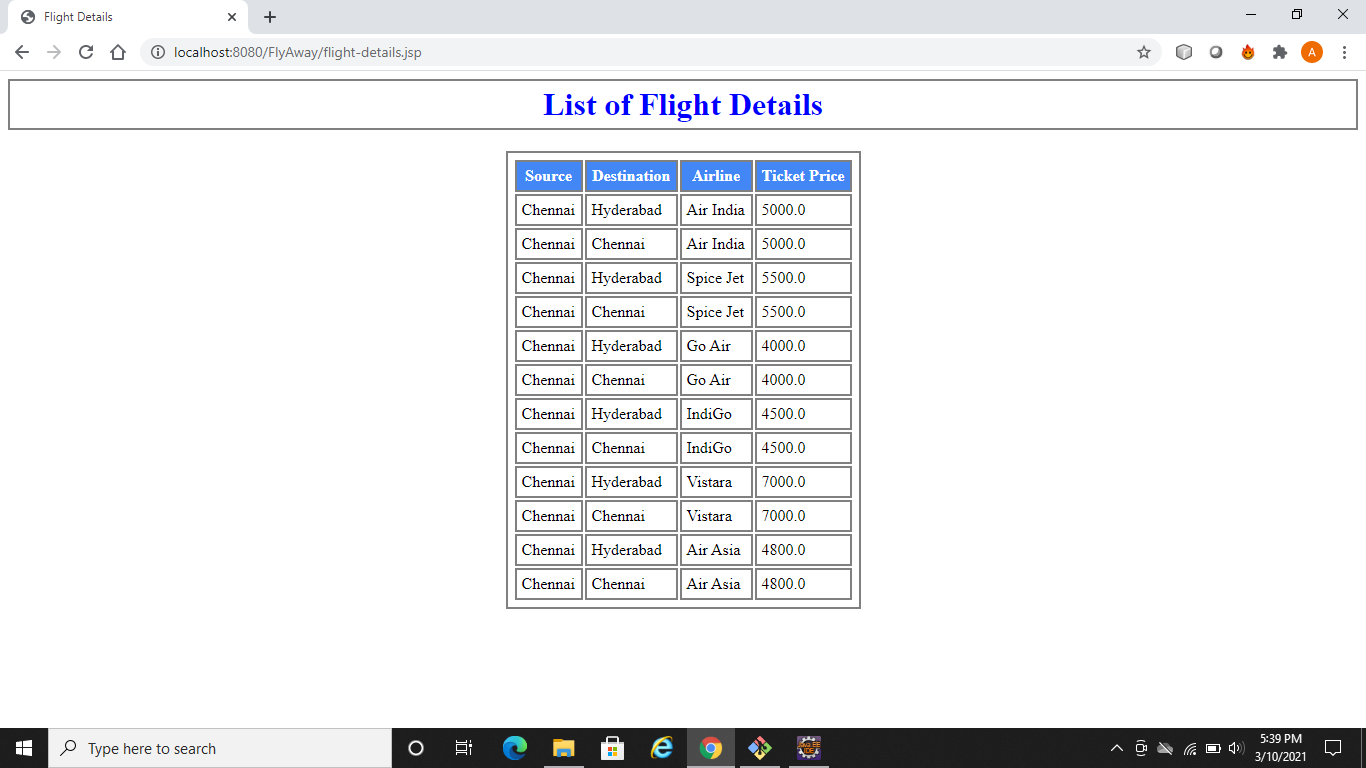 Flight Details
localhost:8080/FlyAway/flight-details.jsp
A
List of Flight Details
Source Destination Airline Ticket Price
Chennai Hyderabad Air India 5000.0
Chennai Chennai Air India 5000.0
Chennai Hyderabad Spice Jet 5500.0
Chennai Chennai Spice Jet 5500.0
Chennai Hyderabad Go Air 4000.0
Chennai Chennai Go Air 4000.0
Chennai Hyderabad IndiGo 4500.0
Chennai Chennai IndiGo 4500.0
Chennai Hyderabad Vistara 7000.0
Chennai Chennai Vistara 7000.0
Chennai Hyderabad Air Asia 4800.0
Chennai Chennai Air Asia 4800.0
Type here to search
Java EE
IDE
5:39 PM
3/10/2021